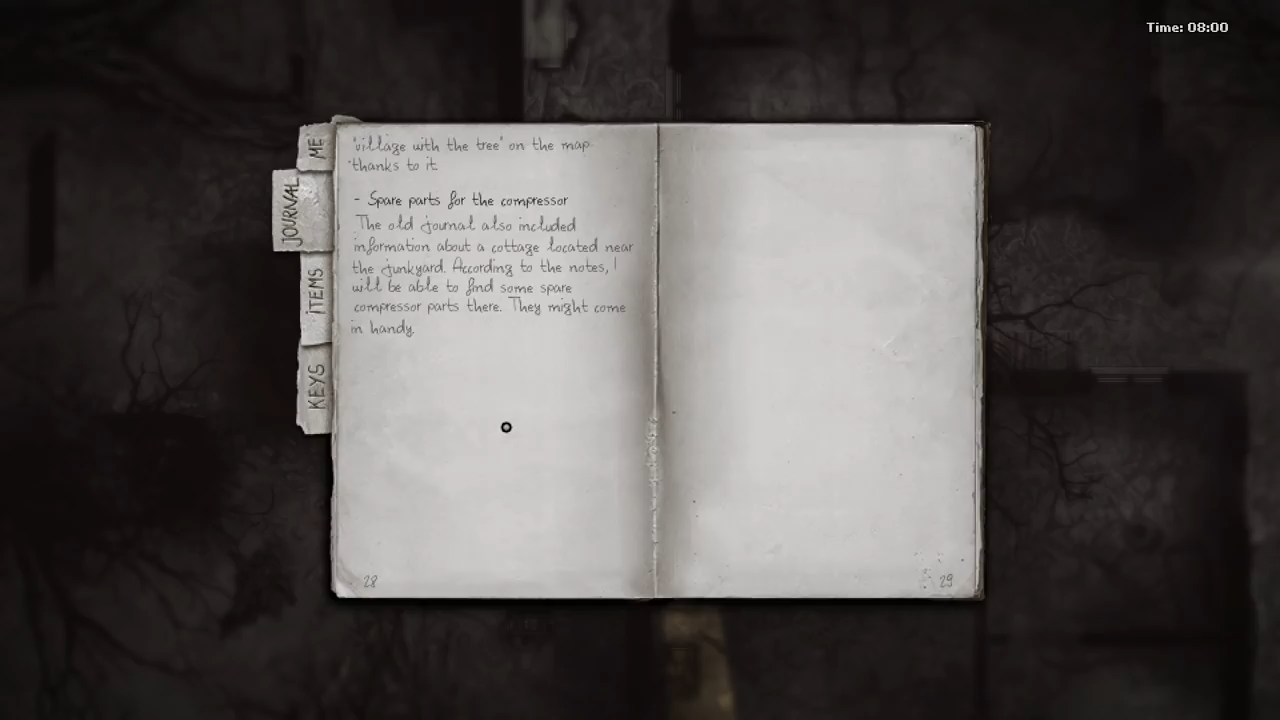 Time: 08:00
ME
JOURNAL
ITEMS
KEYS
"village with the tree" on the map
thanks to it.
- Spare parts for the compressor
The old journal also included
information about a cottage located near
the junkyard. According to the notes, I
will be able to find some spare
compressor parts there. They might come
in handy.
28
29